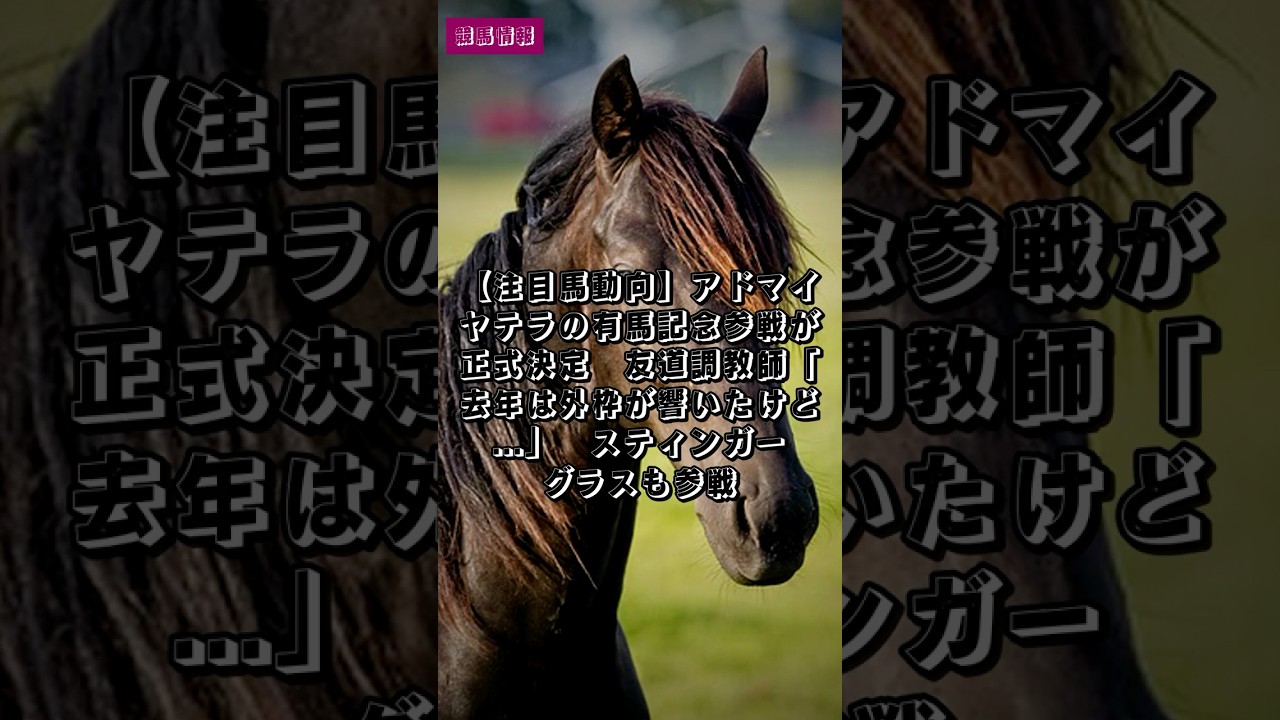 競馬情報
【注目馬動向】アドマイ
ヤテラの有馬記念参戦が
正式決定　友道調教師「
去年は外枠が響いたけど
…」　スティンガー
グラスも参戦